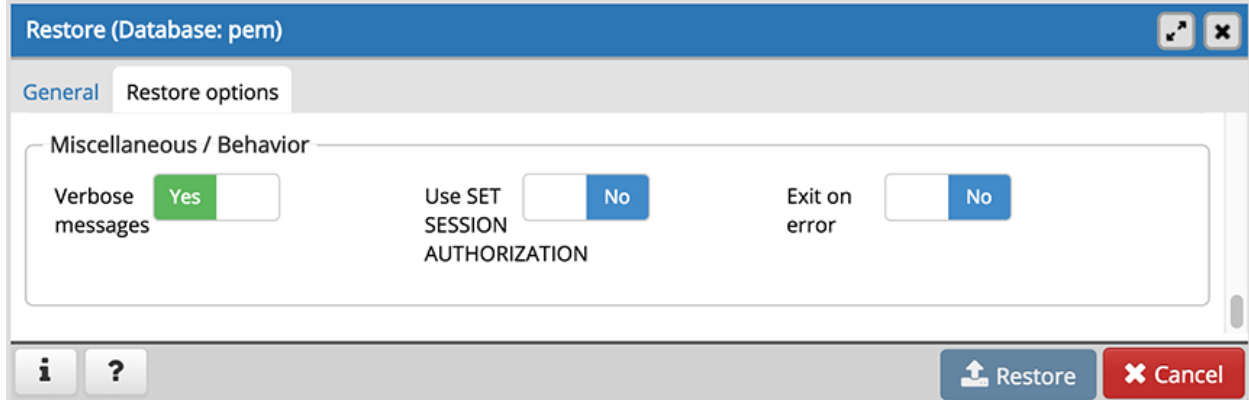 Restore (Database: pem)
General Restore options
Miscellaneous / Behavior
Verbose messages Yes
Use SET SESSION AUTHORIZATION No
Exit on error No
i ? Restore Cancel